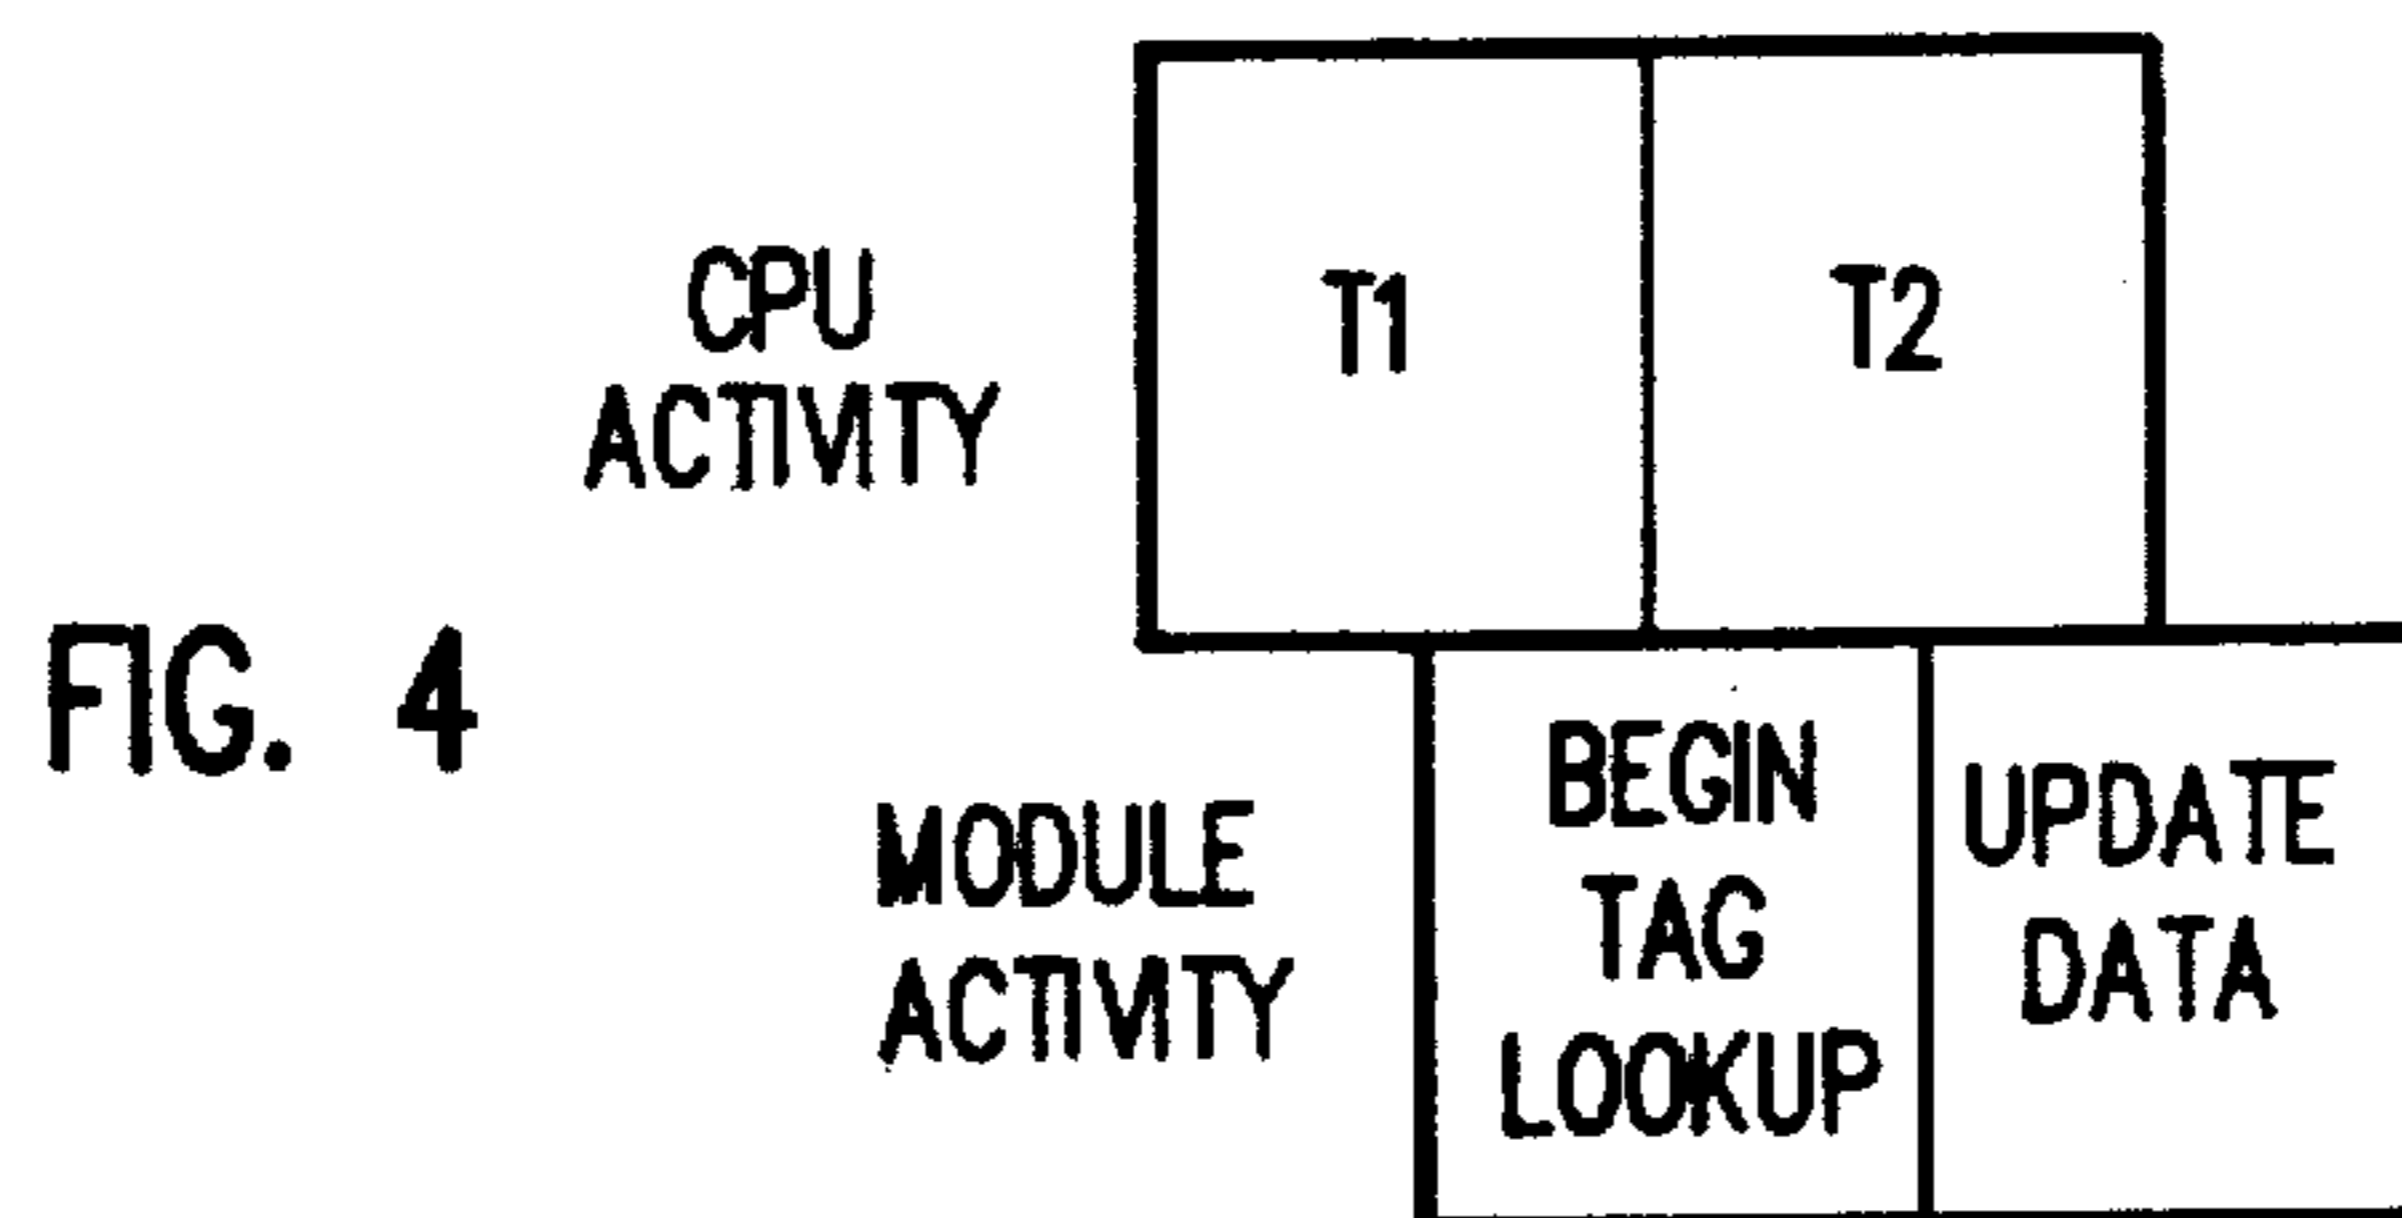 CPU
ACTIVITY
T1
T2
FIG. 4
MODULE
ACTIVITY
BEGIN
TAG
LOOKUP
UPDATE
DATA